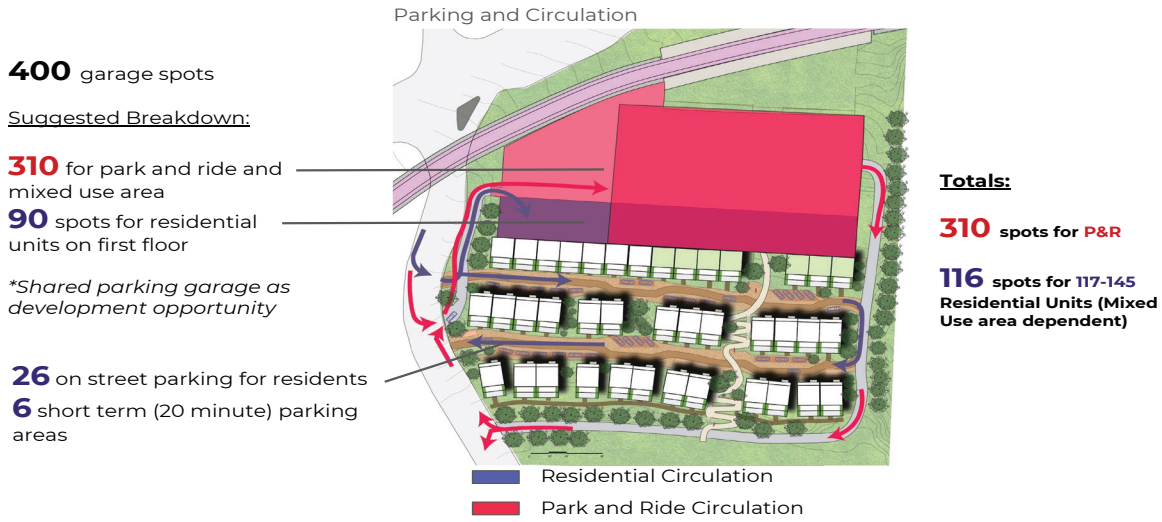 Parking and Circulation
400 garage spots
Suggested Breakdown:
310 for park and ride and
mixed use area
90 spots for residential
units on first floor
*Shared parking garage as
development opportunity
26 on street parking for residents
6 short term (20 minute) parking
areas
Totals:
310 spots for P&R
116 spots for 117-145
Residential Units (Mixed
Use area dependent)
Residential Circulation
Park and Ride Circulation